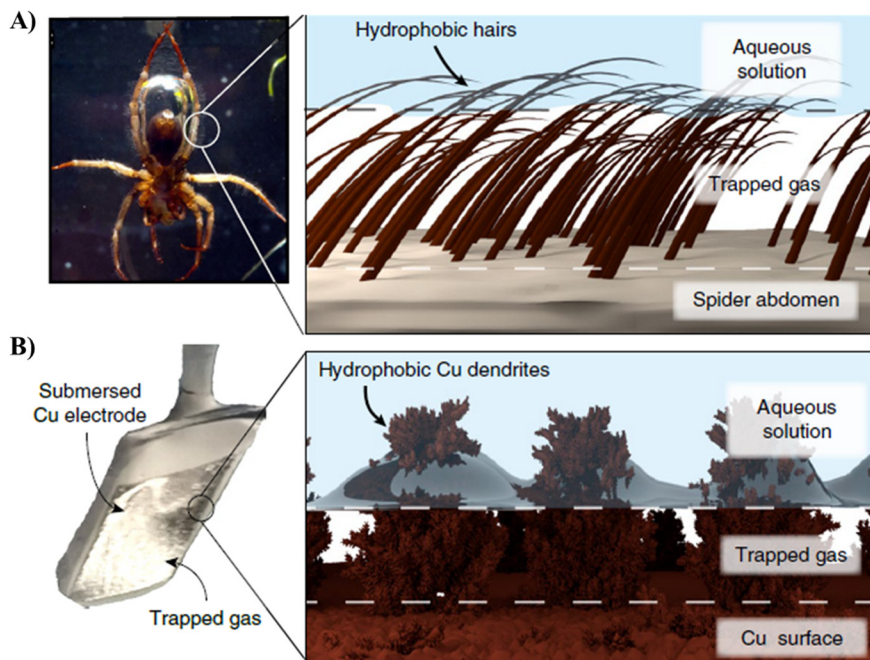 A)
Hydrophobic hairs
Aqueous
solution
Trapped gas
Spider abdomen
B)
Submersed
Cu electrode
Trapped gas
Hydrophobic Cu dendrites
Aqueous
solution
Trapped gas
Cu surface